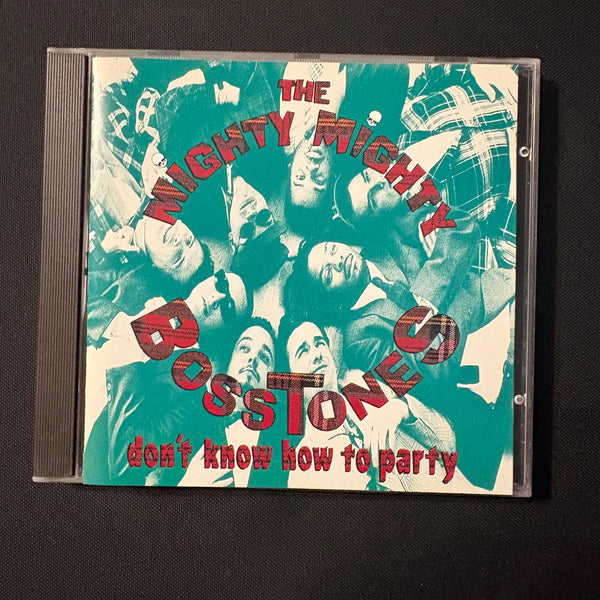 THE
MIGHTY MIGHTY
BOSSTONES
don't know how to party